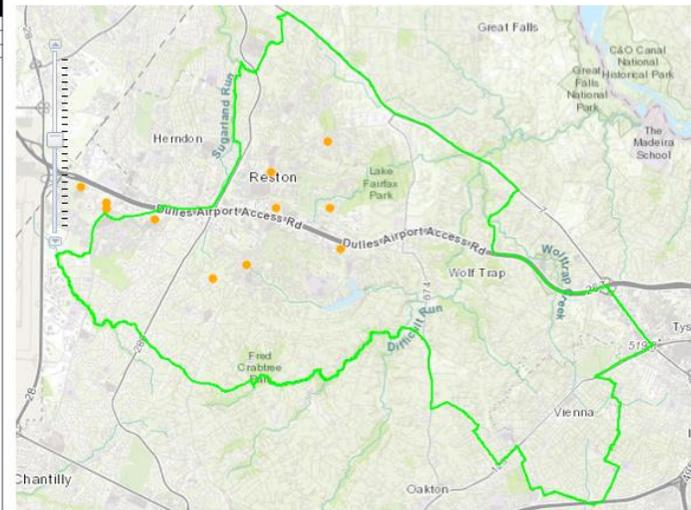 Great Falls
C&O Canal
National
Historical Park
Great
Falls
National
Park
The
Madeira
School
Sugarland Run
Herndon
Reston
Lake
Fairfax
Park
Dulles Airport Access Rd
Dulles Airport Access Rd
7
Wolf Trap
Wolftrap Creek
267
674
Difficult Run
Tys
28
28
Fred
Crabtree
Park
Vienna
Chantilly
Oakton